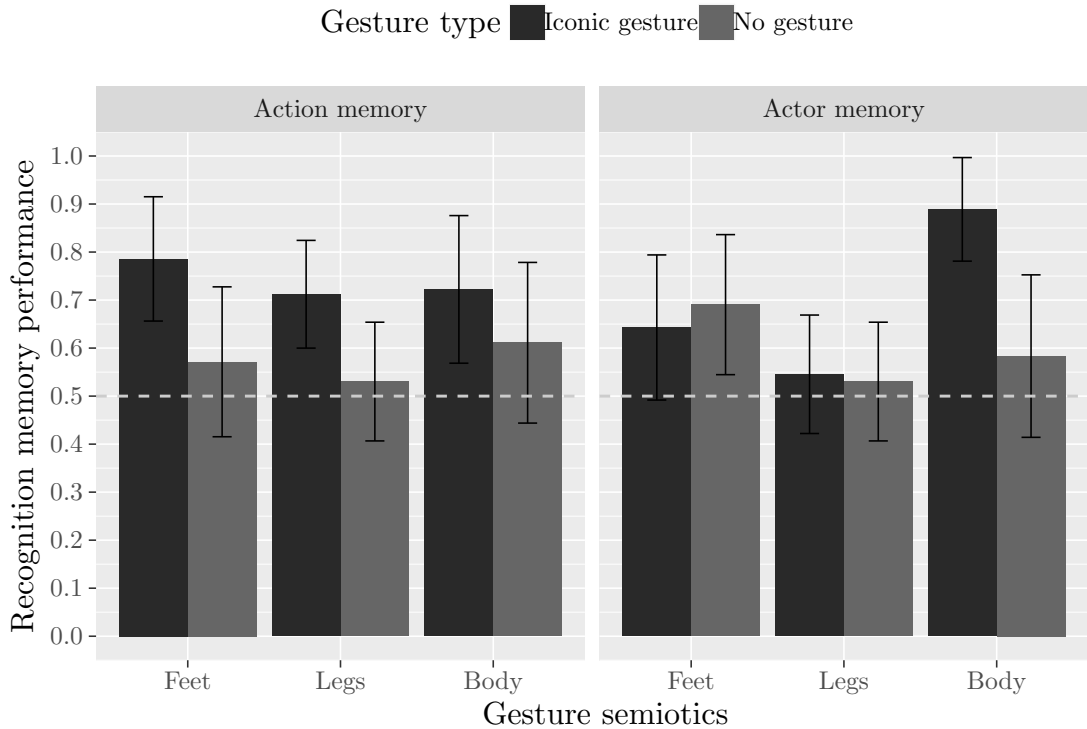 Gesture type Iconic gesture No gesture
Action memory Actor memory
Recognition memory performance
1.0
0.9
0.8
0.7
0.6
0.5
0.4
0.3
0.2
0.1
0.0
Feet Legs Body Feet Legs Body
Gesture semiotics